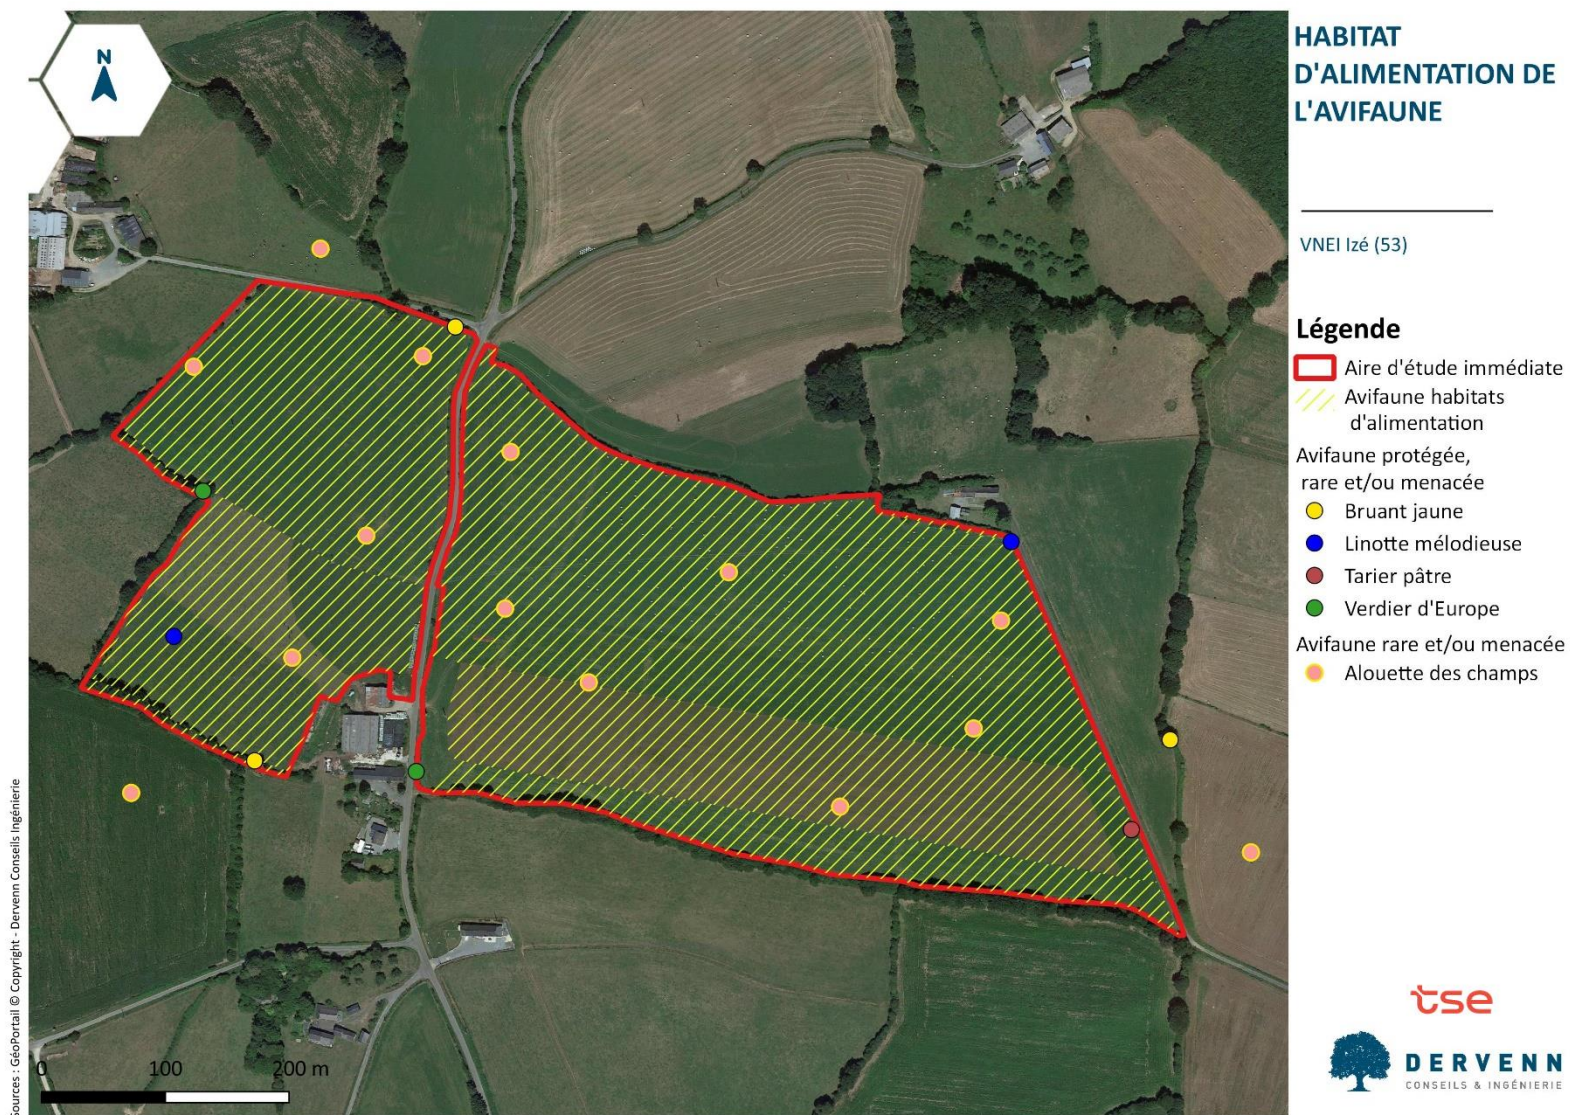 N
HABITAT
D'ALIMENTATION DE
L'AVIFAUNE
VNEI Izé (53)
Légende
Aire d'étude immédiate
Avifaune habitats
d'alimentation
Avifaune protégée,
rare et/ou menacée
Bruant jaune
Linotte mélodieuse
Tarier pâtre
Verdier d'Europe
Avifaune rare et/ou menacée
Alouette des champs
tse
DERVENN
CONSEILS & INGÉNIERIE
0 100 200 m
Sources : GéoPortail © Copyright - Dervenn Conseils Ingénierie